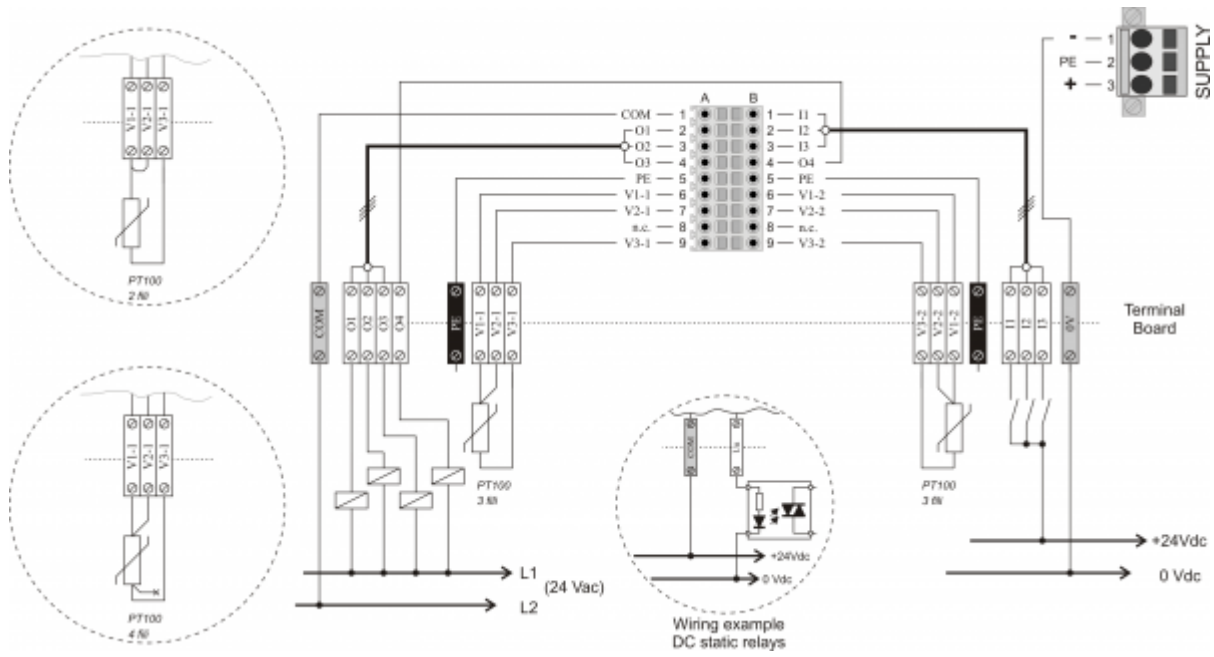 - 1
PE 2
+ 3
SUPPLY
A B
COM 1 1 I1
O1 2 2 I2
O2 3 3 I3
O3 4 4 O4
PE 5 5 PE
V1-1 6 6 V1-2
V2-1 7 7 V2-2
n.c. 8 8 n.c.
V3-1 9 9 V3-2
V1-1 V2-1 V3-1
PT100
2 fili
COM O1 O2 O3 O4 PE V1-1 V2-1 V3-1
V3-2 V2-2 V1-2 PE I1 I2 I3 0V
Terminal
Board
V1-1 V2-1 V3-1
PT100
4 fili
PT100
3 fili
COM
PT100
3 fili
+24Vdc
0 Vdc
L1
(24 Vac)
L2
+24Vdc
0 Vdc
Wiring example
DC static relays